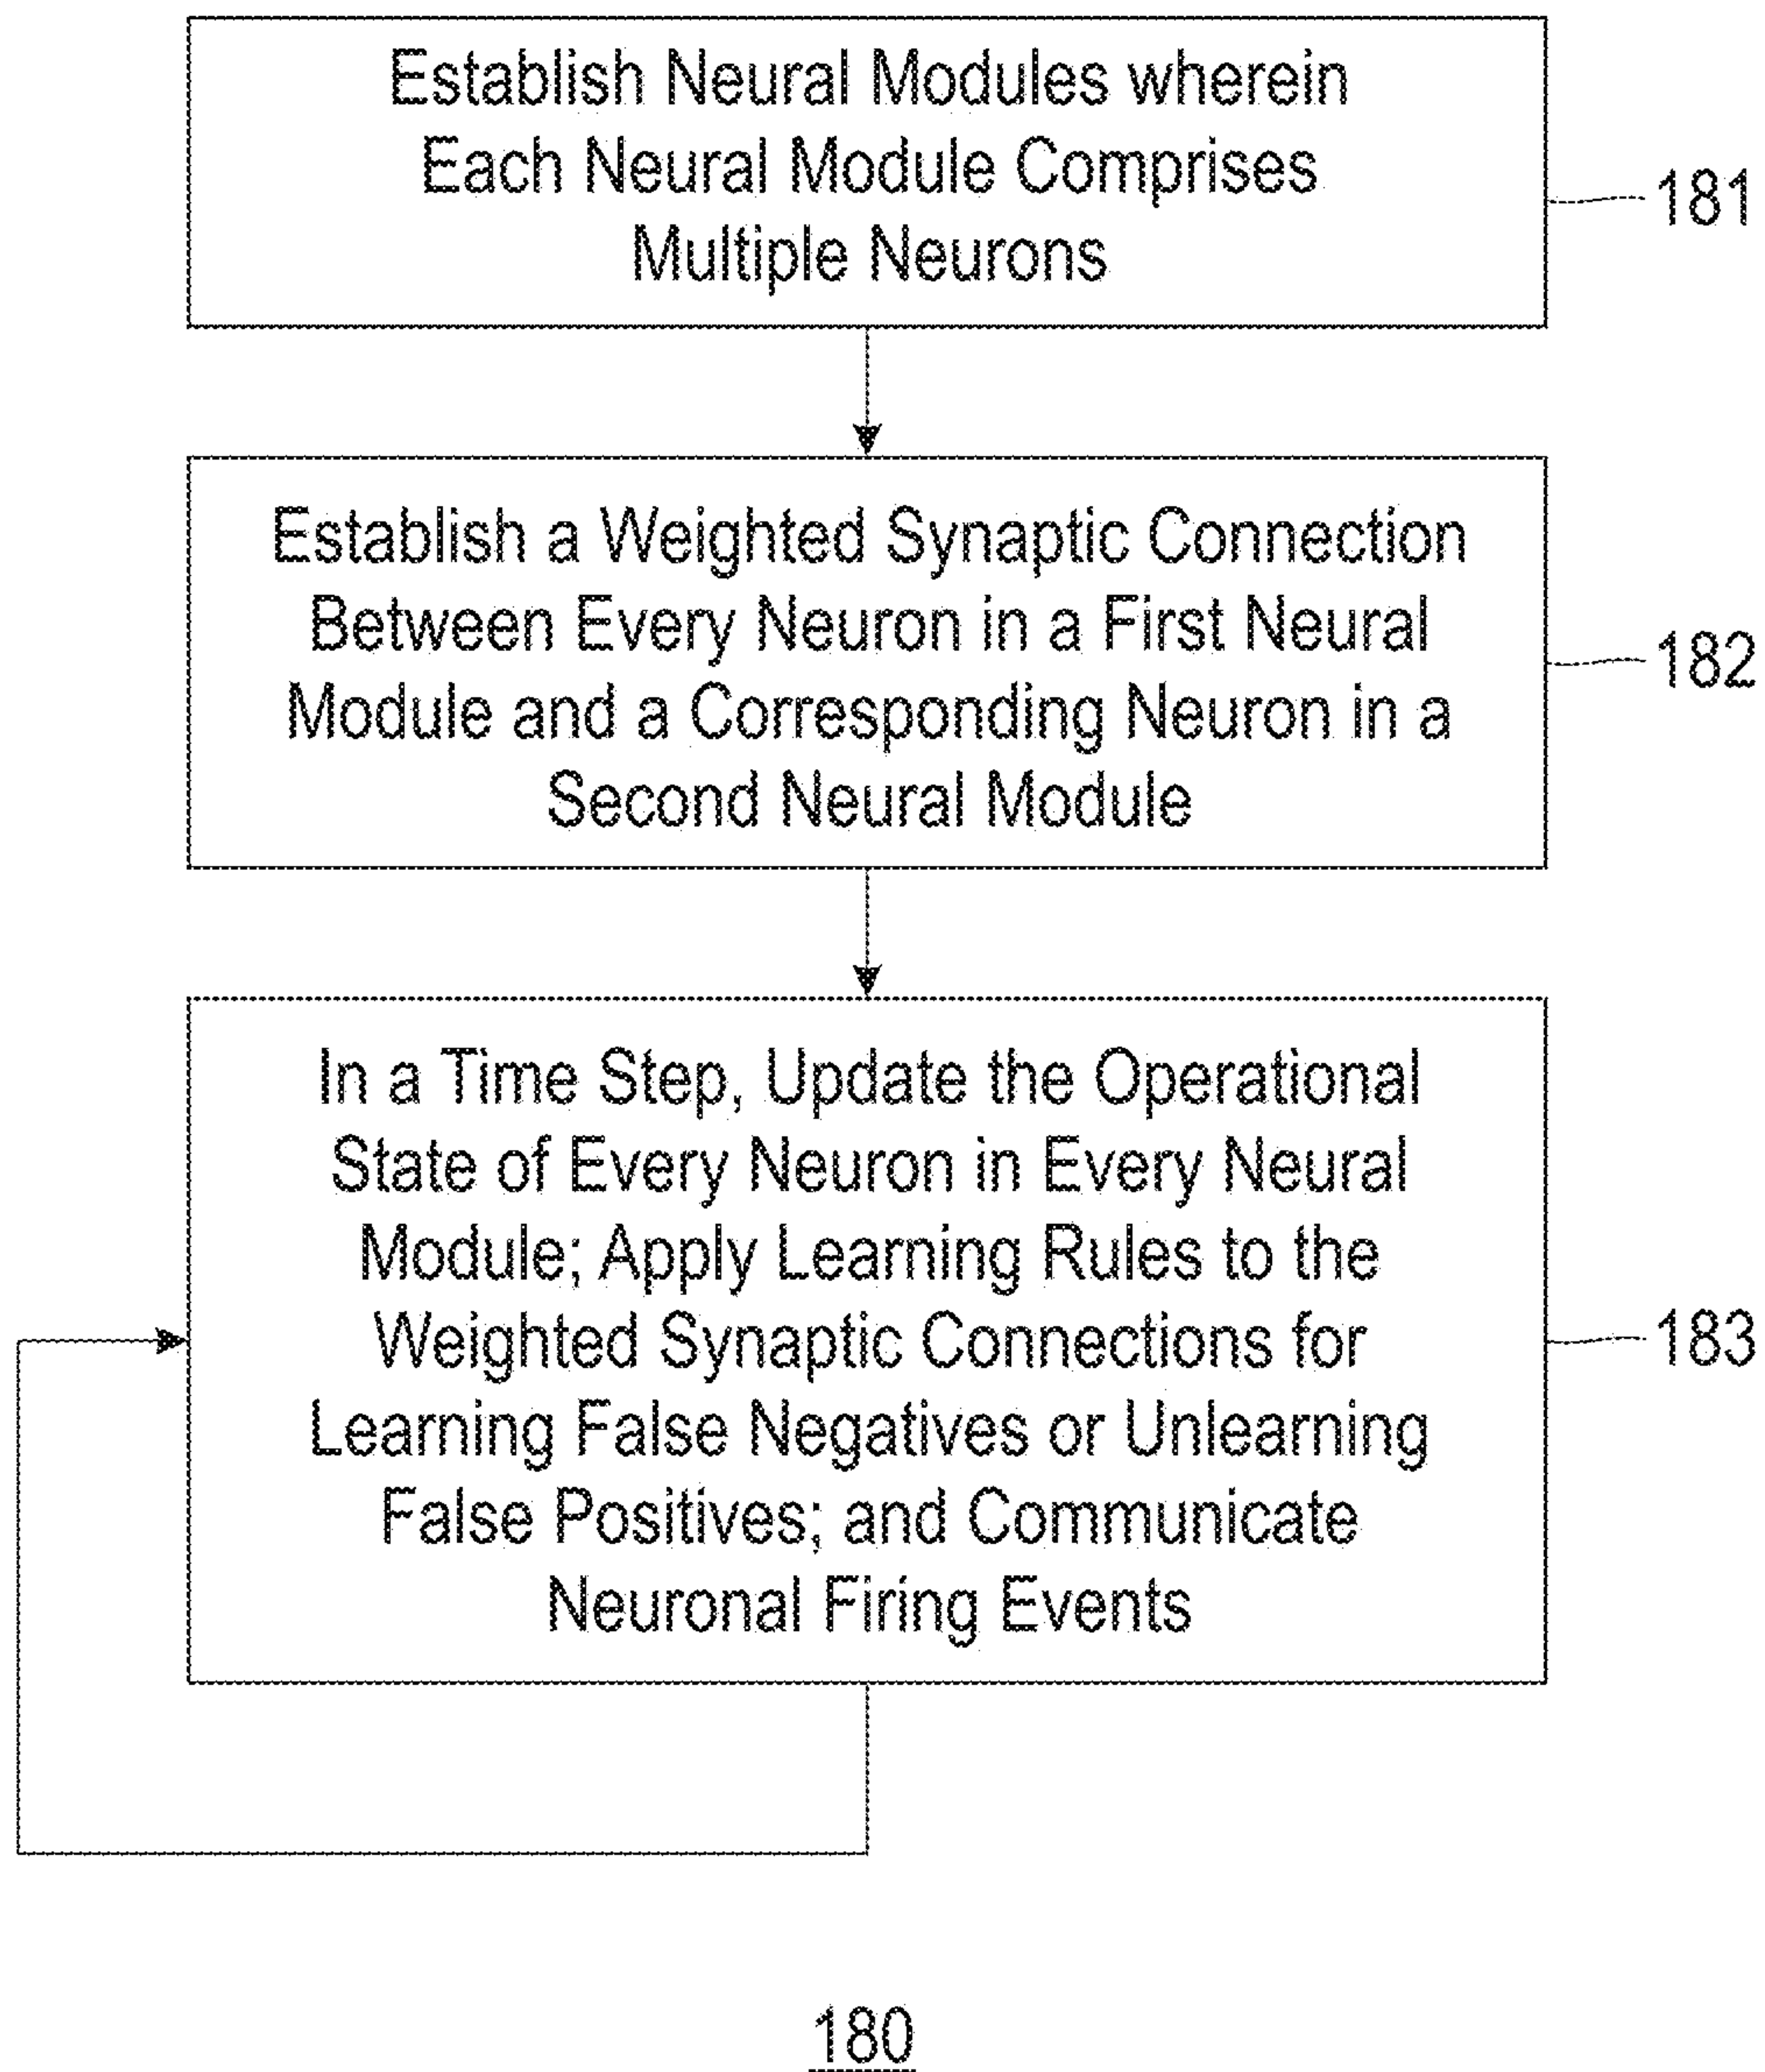 Establish Neural Modules wherein
Each Neural Module Comprises
Multiple Neurons
181
Establish a Weighted Synaptic Connection
Between Every Neuron in a First Neural
Module and a Corresponding Neuron in a
Second Neural Module
182
In a Time Step, Update the Operational
State of Every Neuron in Every Neural
Module; Apply Learning Rules to the
Weighted Synaptic Connections for
Learning False Negatives or Unlearning
False Positives; and Communicate
Neuronal Firing Events
183
180